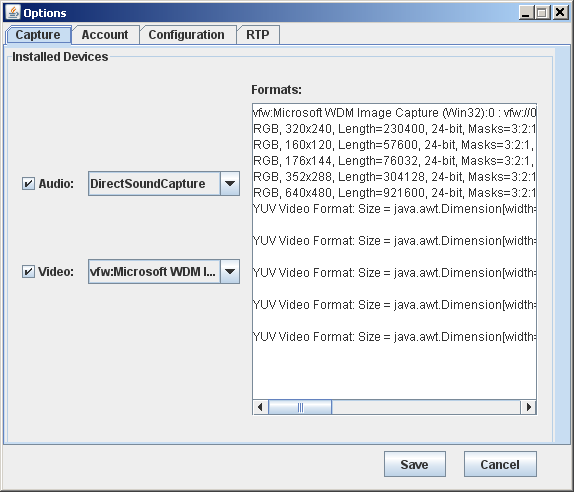 Options
Capture Account Configuration RTP
Installed Devices
Formats:
vfw:Microsoft WDM Image Capture (Win32):0 : vfw://0
RGB, 320x240, Length=230400, 24-bit, Masks=3:2:1
RGB, 160x120, Length=57600, 24-bit, Masks=3:2:1,
RGB, 176x144, Length=76032, 24-bit, Masks=3:2:1,
RGB, 352x288, Length=304128, 24-bit, Masks=3:2:1
RGB, 640x480, Length=921600, 24-bit, Masks=3:2:1
YUV Video Format: Size = java.awt.Dimension[width=
YUV Video Format: Size = java.awt.Dimension[width=
YUV Video Format: Size = java.awt.Dimension[width=
YUV Video Format: Size = java.awt.Dimension[width=
YUV Video Format: Size = java.awt.Dimension[width=
Audio: DirectSoundCapture
Video: vfw:Microsoft WDM I...
Save Cancel